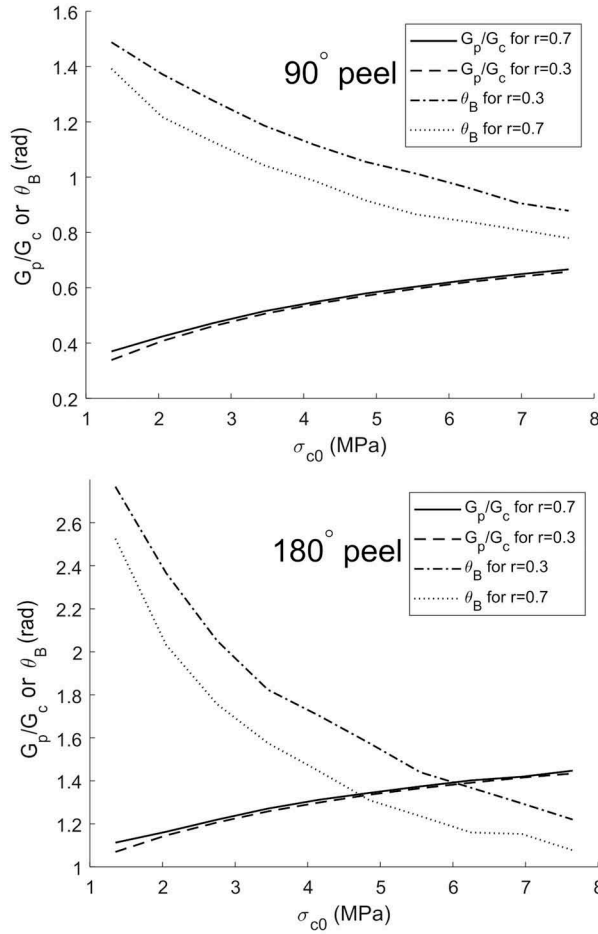 1.6
1.4
1.2
1
0.8
0.6
0.4
0.2
G_p/G_c or θ_B (rad)
90° peel
G_p/G_c for r=0.7
G_p/G_c for r=0.3
θ_B for r=0.3
θ_B for r=0.7
1 2 3 4 5 6 7 8
σ_c0 (MPa)
2.6
2.4
2.2
2
1.8
1.6
1.4
1.2
1
G_p/G_c or θ_B (rad)
180° peel
G_p/G_c for r=0.7
G_p/G_c for r=0.3
θ_B for r=0.3
θ_B for r=0.7
1 2 3 4 5 6 7 8
σ_c0 (MPa)